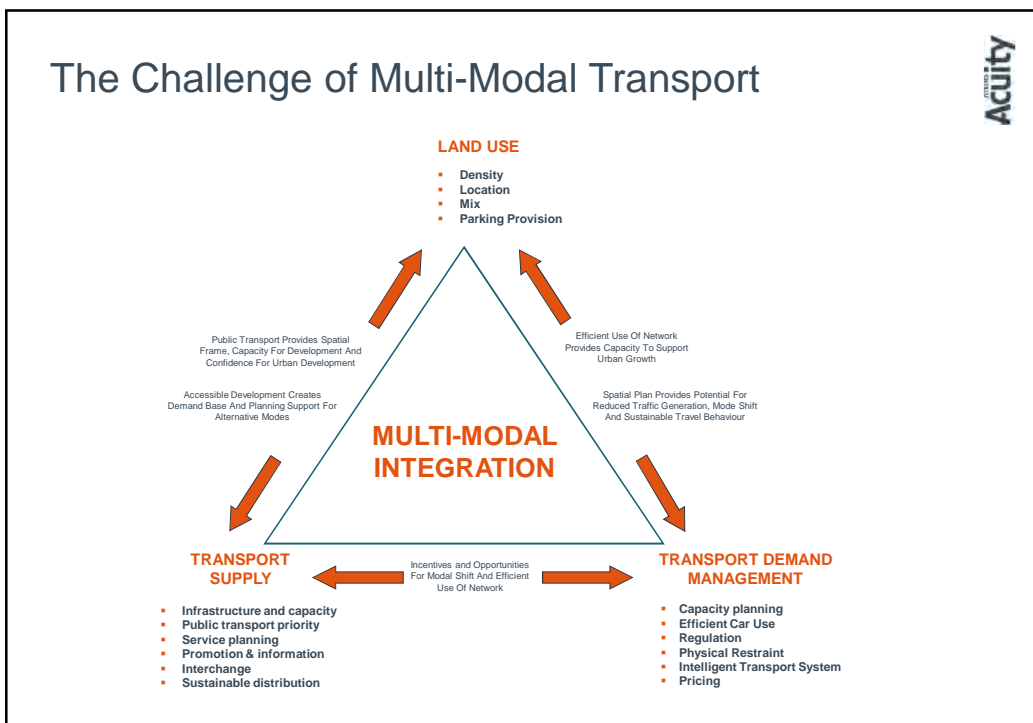 The Challenge of Multi-Modal Transport
Acuity
LAND USE
▪ Density
▪ Location
▪ Mix
▪ Parking Provision
Public Transport Provides Spatial
Frame, Capacity For Development And
Confidence For Urban Development
Efficient Use Of Network
Provides Capacity To Support
Urban Growth
Accessible Development Creates
Demand Base And Planning Support For
Alternative Modes
Spatial Plan Provides Potential For
Reduced Traffic Generation, Mode Shift
And Sustainable Travel Behaviour
MULTI-MODAL
INTEGRATION
TRANSPORT
SUPPLY
Incentives and Opportunities
For Modal Shift And Efficient
Use Of Network
TRANSPORT DEMAND
MANAGEMENT
▪ Infrastructure and capacity
▪ Public transport priority
▪ Service planning
▪ Promotion & information
▪ Interchange
▪ Sustainable distribution
▪ Capacity planning
▪ Efficient Car Use
▪ Regulation
▪ Physical Restraint
▪ Intelligent Transport System
▪ Pricing